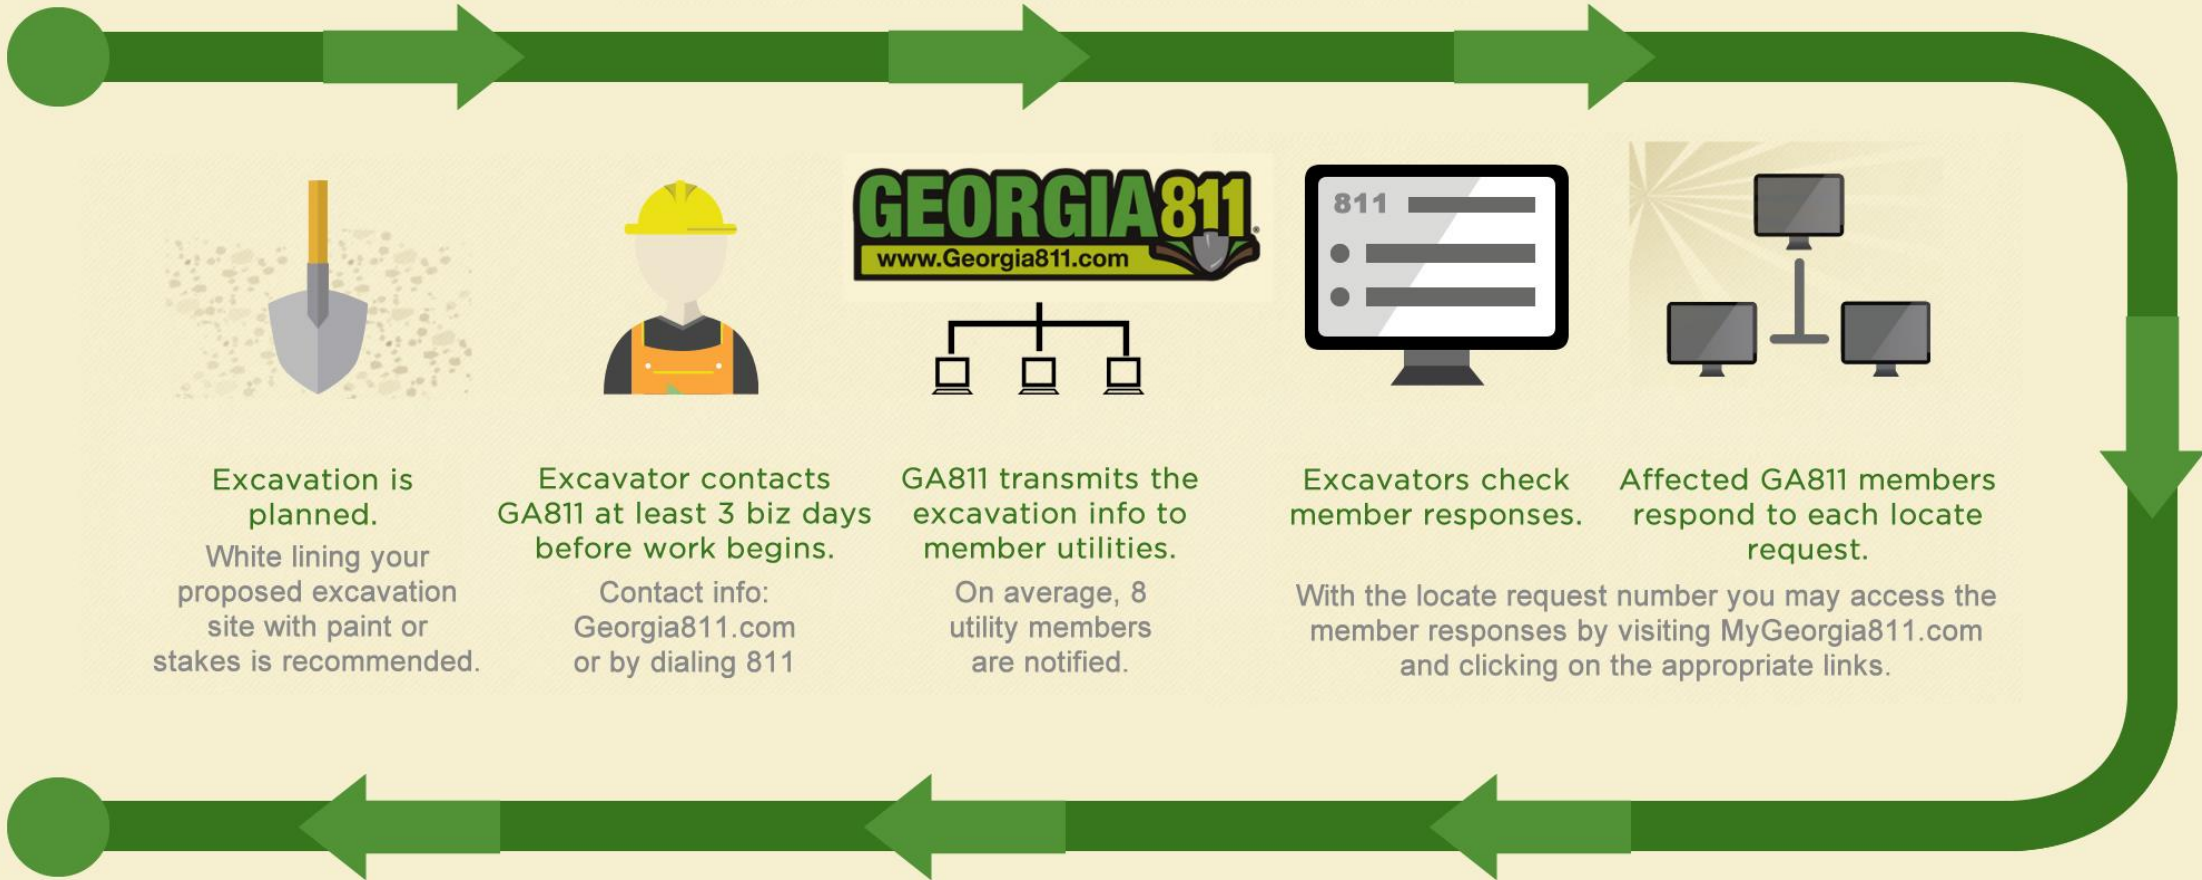 GEORGIA811
www.Georgia811.com
811
Excavation is
planned.
White lining your
proposed excavation
site with paint or
stakes is recommended.
Excavator contacts
GA811 at least 3 biz days
before work begins.
Contact info:
Georgia811.com
or by dialing 811
GA811 transmits the
excavation info to
member utilities.
On average, 8
utility members
are notified.
Excavators check
member responses.
Affected GA811 members
respond to each locate
request.
With the locate request number you may access the
member responses by visiting MyGeorgia811.com
and clicking on the appropriate links.